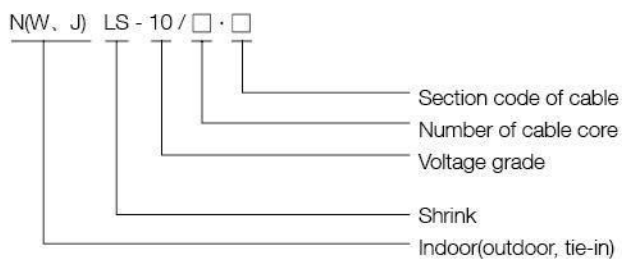 N(W、J) LS - 10 / □ · □
Section code of cable
Number of cable core
Voltage grade
Shrink
Indoor(outdoor, tie-in)